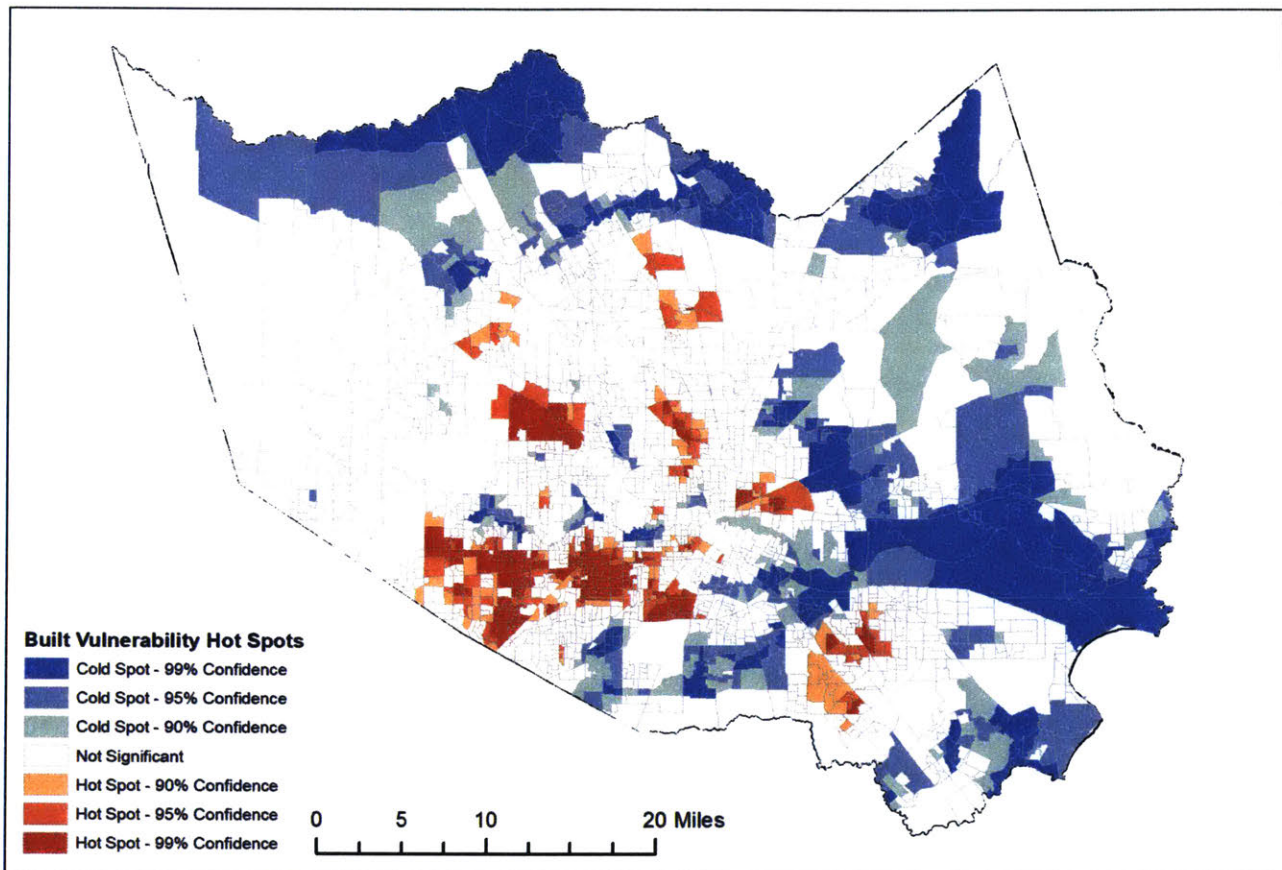 Built Vulnerability Hot Spots
Cold Spot - 99% Confidence
Cold Spot - 95% Confidence
Cold Spot - 90% Confidence
Not Significant
Hot Spot - 90% Confidence
Hot Spot - 95% Confidence
Hot Spot - 99% Confidence
0 5 10 20 Miles